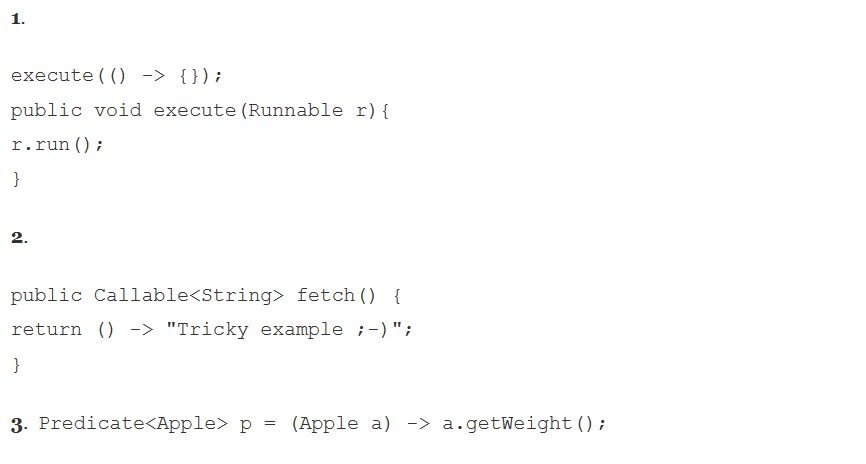 1.
execute(() -> {});
public void execute(Runnable r){
r.run();
}
2.
public Callable<String> fetch() {
return () -> "Tricky example ;-)";
}
3. Predicate<Apple> p = (Apple a) -> a.getWeight();